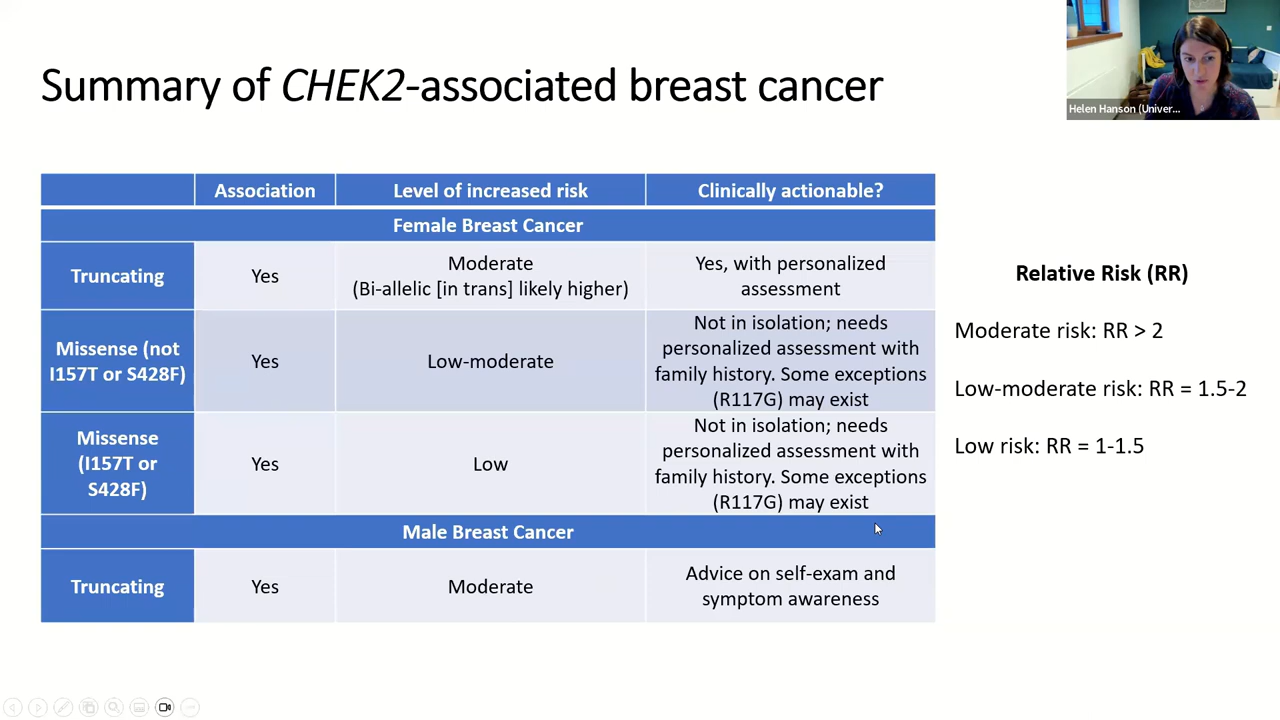 Summary of CHEK2-associated breast cancer
Helen Hanson (Univer...
Association
Level of increased risk
Clinically actionable?
Female Breast Cancer
Truncating
Yes
Moderate
(Bi-allelic [in trans] likely higher)
Yes, with personalized
assessment
Missense (not
I157T or S428F)
Yes
Low-moderate
Not in isolation; needs
personalized assessment with
family history. Some exceptions
(R117G) may exist
Missense
(I157T or
S428F)
Yes
Low
Not in isolation; needs
personalized assessment with
family history. Some exceptions
(R117G) may exist
Male Breast Cancer
Truncating
Yes
Moderate
Advice on self-exam and
symptom awareness
Relative Risk (RR)
Moderate risk: RR > 2
Low-moderate risk: RR = 1.5-2
Low risk: RR = 1-1.5